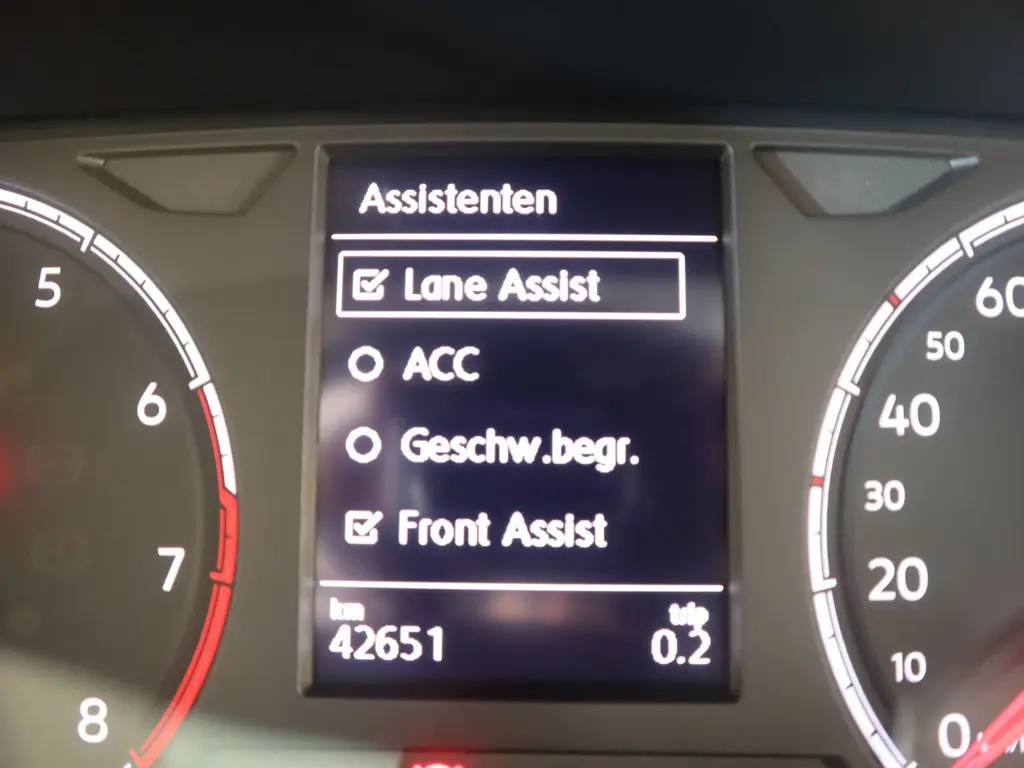 Assistenten
Lane Assist
ACC
Geschw.begr.
Front Assist
km trip
42651 0.2
5
6
7
8
60
50
40
30
20
10
0